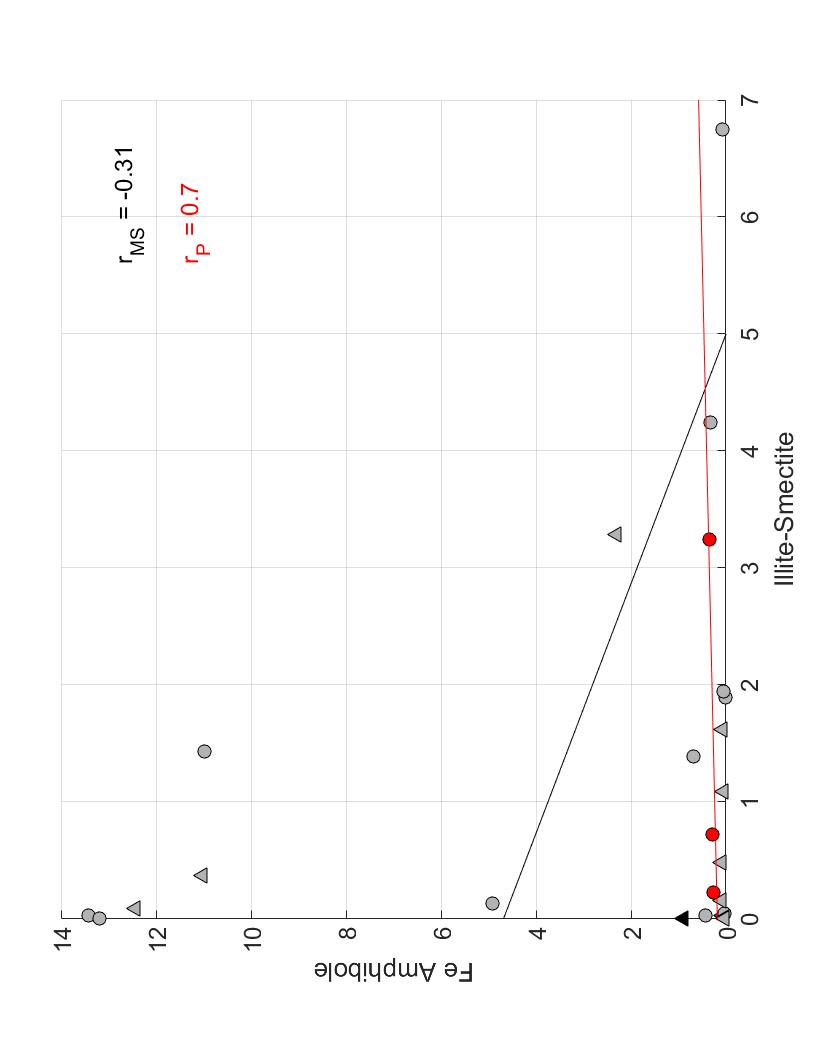 14
12
10
8
6
4
2
0
Fe Amphibole
r_MS = -0.31
r_P = 0.7
0 1 2 3 4 5 6 7
Illite-Smectite